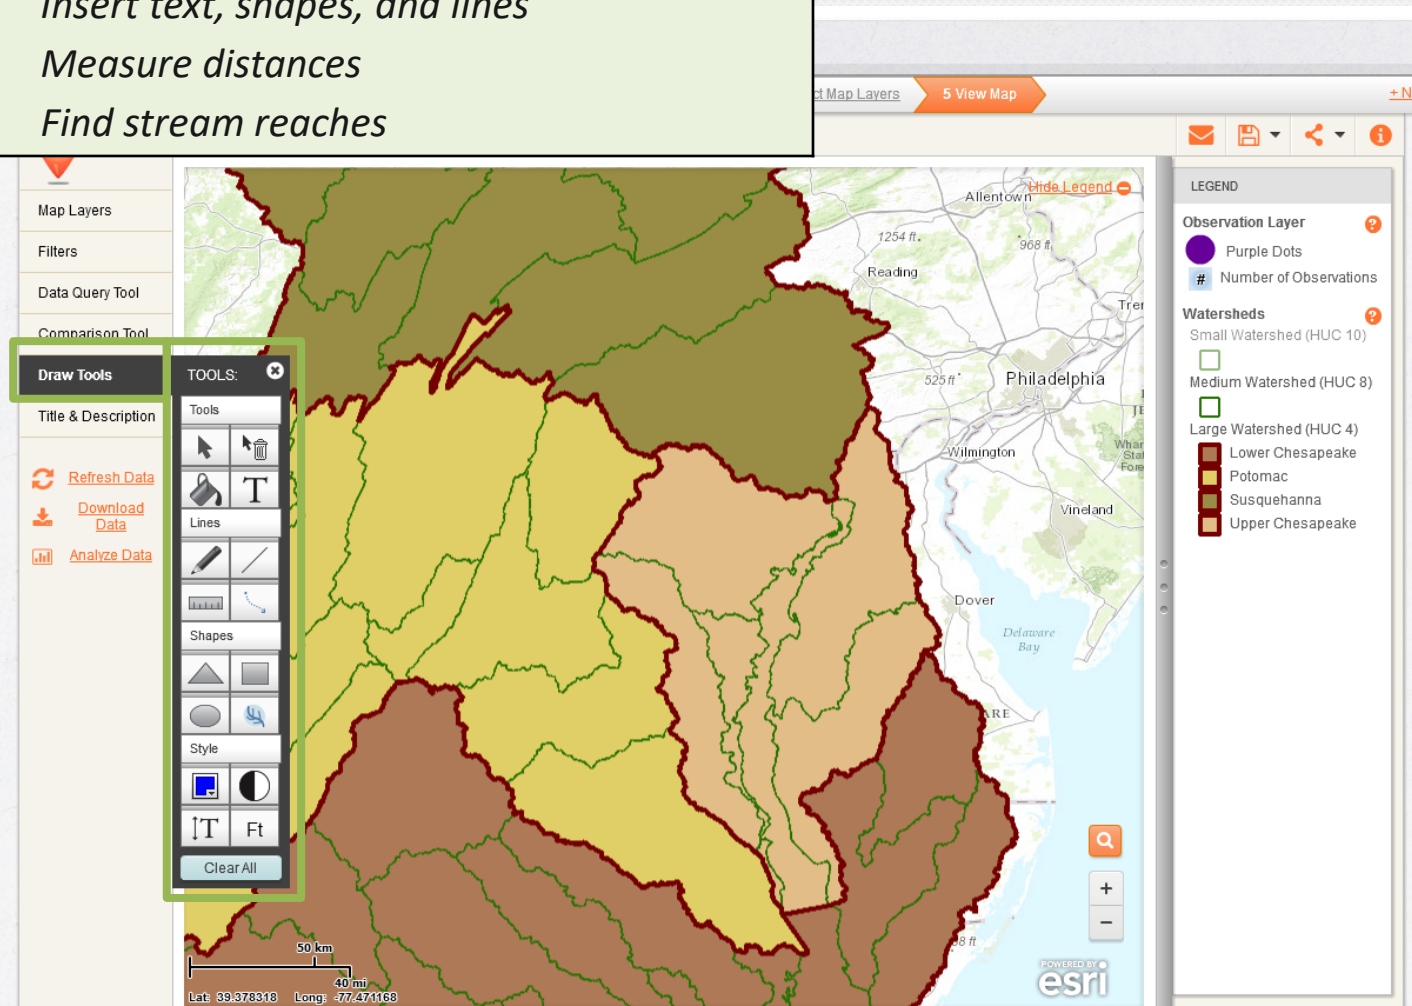 Insert text, shapes, and lines
Measure distances
Find stream reaches
ct Map Layers
5 View Map
+ N
Hide Legend
Map Layers
Filters
Data Query Tool
Comparison Tool
Draw Tools
Title & Description
Refresh Data
Download
Data
Analyze Data
TOOLS:
Tools
T
Lines
Shapes
Style
T
Ft
Clear All
Allentown
1254 ft.
968 ft
Reading
Tre
525 ft
Philadelphia
Wilmington
Vineland
Dover
Delaware
Bay
ARE
98 ft
50 km
40 mi
Lat: 39.378318 Long: -77.471168
+
−
POWERED BY
esri
LEGEND
Observation Layer
?
Purple Dots
# Number of Observations
Watersheds
?
Small Watershed (HUC 10)
Medium Watershed (HUC 8)
Large Watershed (HUC 4)
Lower Chesapeake
Potomac
Susquehanna
Upper Chesapeake